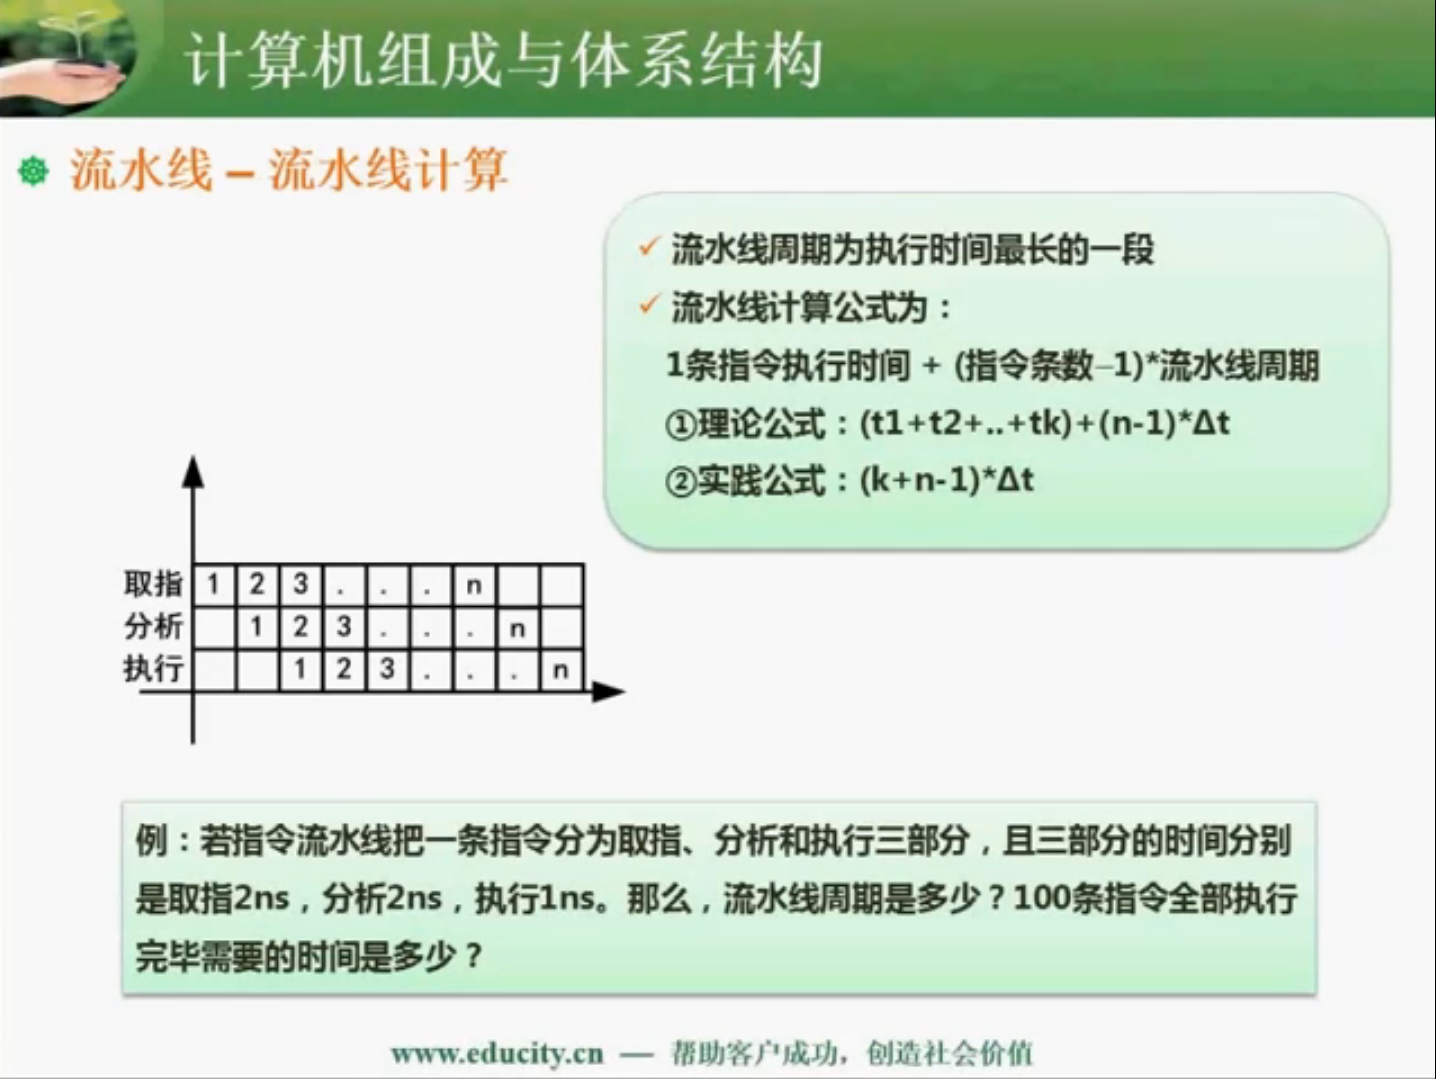 计算机组成与体系结构
流水线 – 流水线计算
✓ 流水线周期为执行时间最长的一段
✓ 流水线计算公式为：
1条指令执行时间 + (指令条数–1)*流水线周期
①理论公式：(t1+t2+..+tk)+(n-1)*Δt
②实践公式：(k+n-1)*Δt
取指 1 2 3 . . . n
分析 1 2 3 . . . n
执行 1 2 3 . . . n
例：若指令流水线把一条指令分为取指、分析和执行三部分，且三部分的时间分别
是取指2ns，分析2ns，执行1ns。那么，流水线周期是多少？100条指令全部执行
完毕需要的时间是多少？
www.educity.cn — 帮助客户成功，创造社会价值